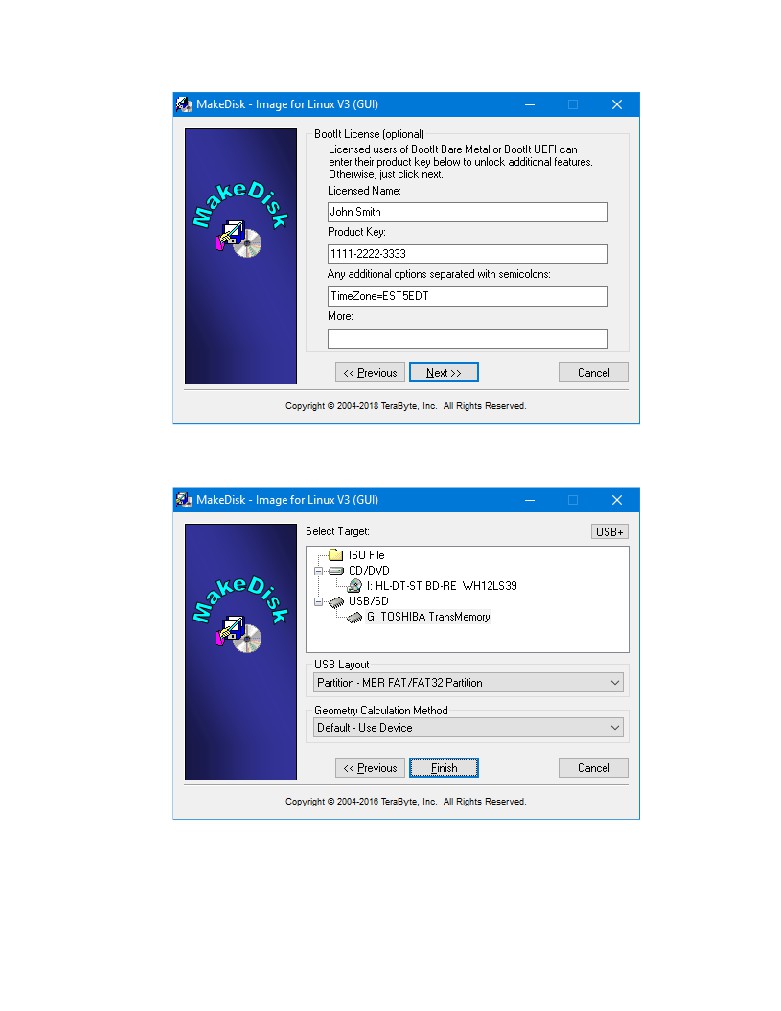 MakeDisk - Image for Linux V3 (GUI)
MakeDisk
BootIt License (optional)
Licensed users of BootIt Bare Metal or BootIt UEFI can
enter their product key below to unlock additional features.
Otherwise, just click next.
Licensed Name:
John Smith
Product Key:
1111-2222-3333
Any additional options separated with semicolons:
TimeZone=EST5EDT
More:
<< Previous
Next >>
Cancel
Copyright © 2004-2018 TeraByte, Inc. All Rights Reserved.
MakeDisk - Image for Linux V3 (GUI)
MakeDisk
Select Target:
USB+
ISO File
CD/DVD
I: HL-DT-ST BD-RE WH12LS39
USB/SD
G: TOSHIBA TransMemory
USB Layout
Partition - MBR FAT/FAT32 Partition
Geometry Calculation Method
Default - Use Device
<< Previous
Finish
Cancel
Copyright © 2004-2018 TeraByte, Inc. All Rights Reserved.